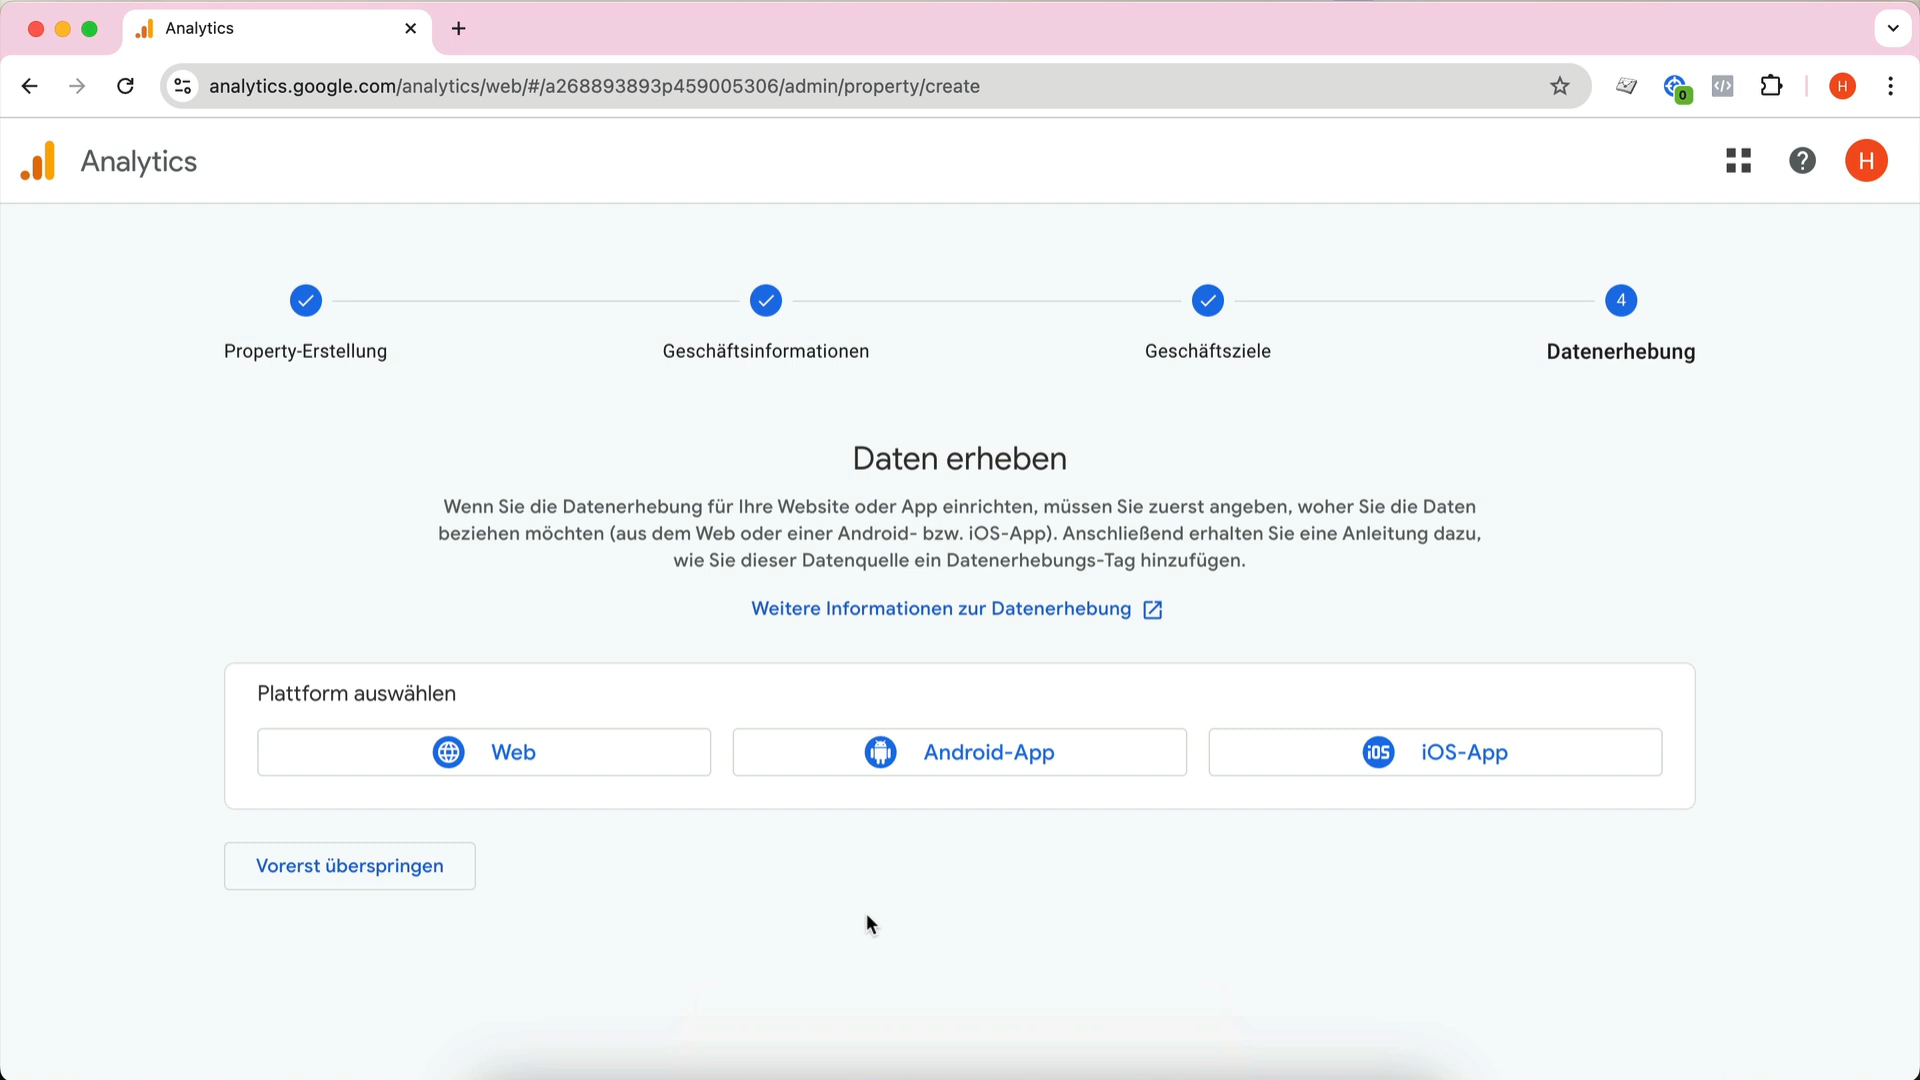 Analytics
analytics.google.com/analytics/web/#/a268893893p459005306/admin/property/create
0
H
Analytics
H
4
Property-Erstellung
Geschäftsinformationen
Geschäftsziele
Datenerhebung
Daten erheben
Wenn Sie die Datenerhebung für Ihre Website oder App einrichten, müssen Sie zuerst angeben, woher Sie die Daten
beziehen möchten (aus dem Web oder einer Android- bzw. iOS-App). Anschließend erhalten Sie eine Anleitung dazu,
wie Sie dieser Datenquelle ein Datenerhebungs-Tag hinzufügen.
Weitere Informationen zur Datenerhebung
Plattform auswählen
Web
Android-App
iOS
iOS-App
Vorerst überspringen